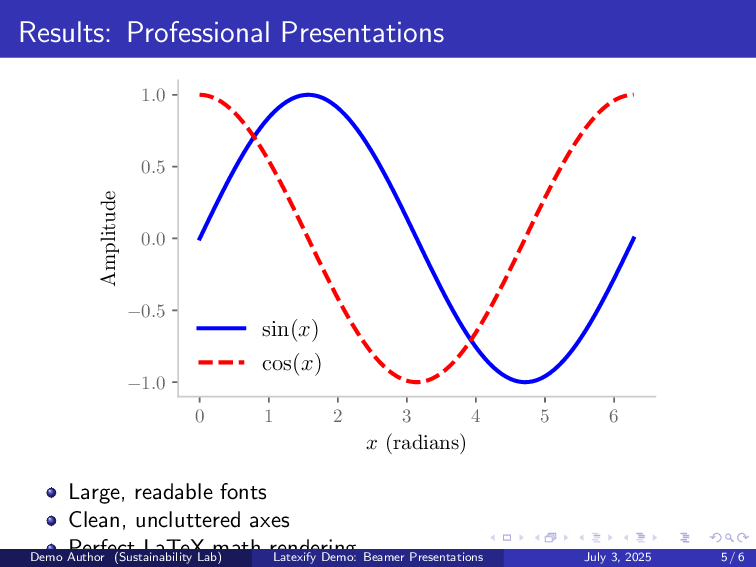 Results: Professional Presentations
1.0
0.5
0.0
−0.5
−1.0
Amplitude
sin(x)
cos(x)
0 1 2 3 4 5 6
x (radians)
Large, readable fonts
Clean, uncluttered axes
Perfect LaTeX math rendering
Demo Author (Sustainability Lab) Latexify Demo: Beamer Presentations July 3, 2025 5 / 6